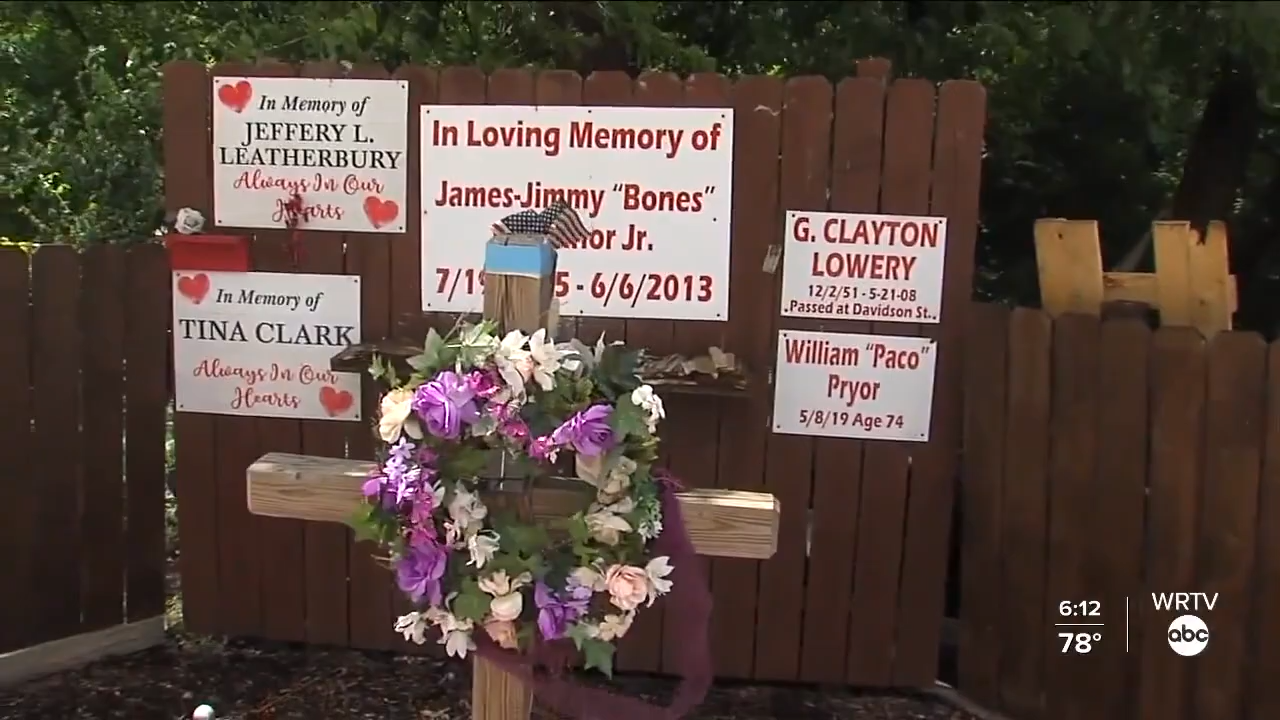 In Memory of
JEFFERY L.
LEATHERBURY
Always In Our
Hearts
In Memory of
TINA CLARK
Always In Our
Hearts
In Loving Memory of
James-Jimmy “Bones”
Jr.
- 6/6/2013
G. CLAYTON
LOWERY
12/2/51 - 5-21-08
Passed at Davidson St..
William “Paco”
Pryor
5/8/19 Age 74
6:12
78°
WRTV
abc